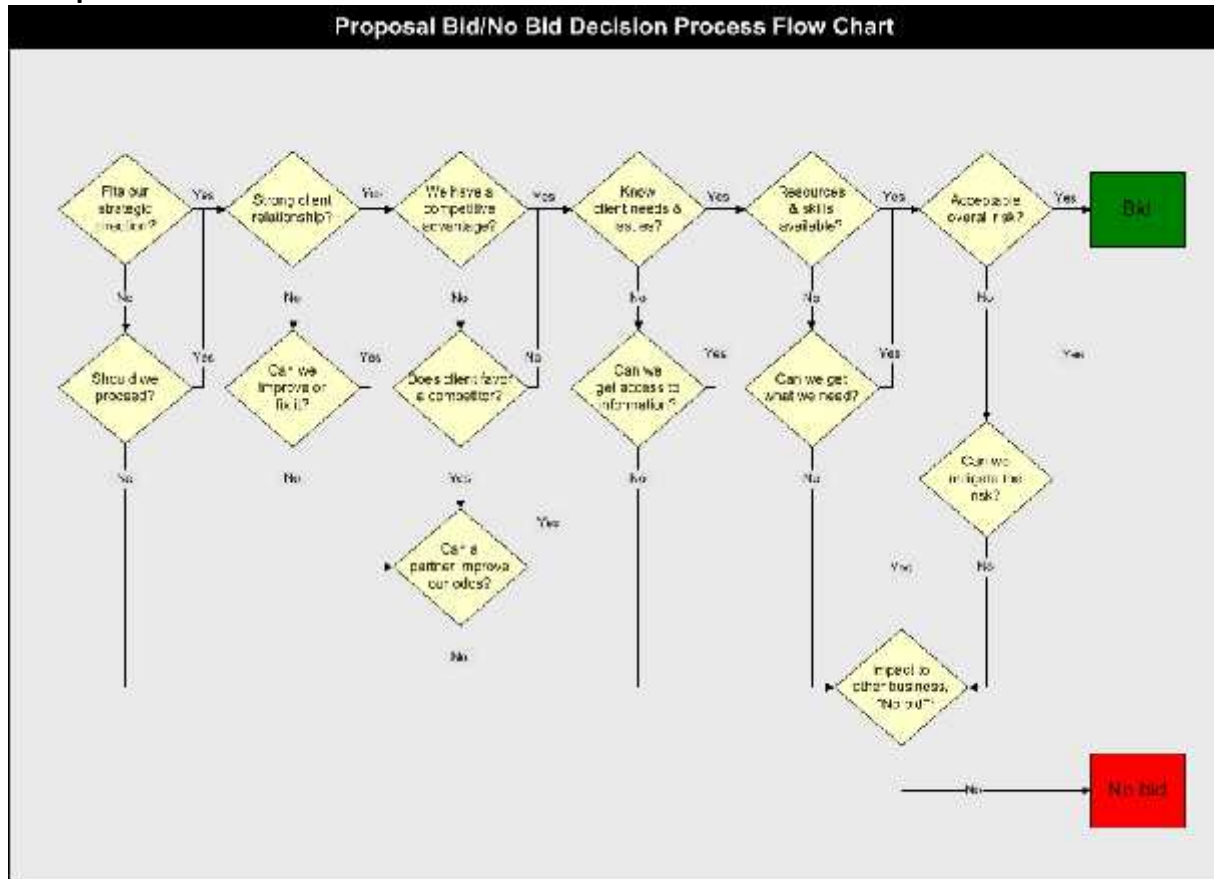 Proposal Bid/No Bid Decision Process Flow Chart
Fits our
strategic
direction?
Yes
Strong client
relationship?
Yes
We have a
competitive
advantage?
Yes
Know
client needs &
issues?
Yes
Resources
& skills
available?
Yes
Acceptable
overall risk?
Yes
Bid
No
No
No
No
No
No
Should we
proceed?
Yes
Can we
improve or
fix it?
Yes
Does client favor
a competitor?
No
Can we
get access to
information?
Yes
Can we get
what we need?
Yes
Yes
No
No
Yes
No
No
Can we
mitigate the
risk?
Can a
partner improve
our odds?
Yes
Yes
No
No
Impact to
other business,
"No bid"
No
No bid